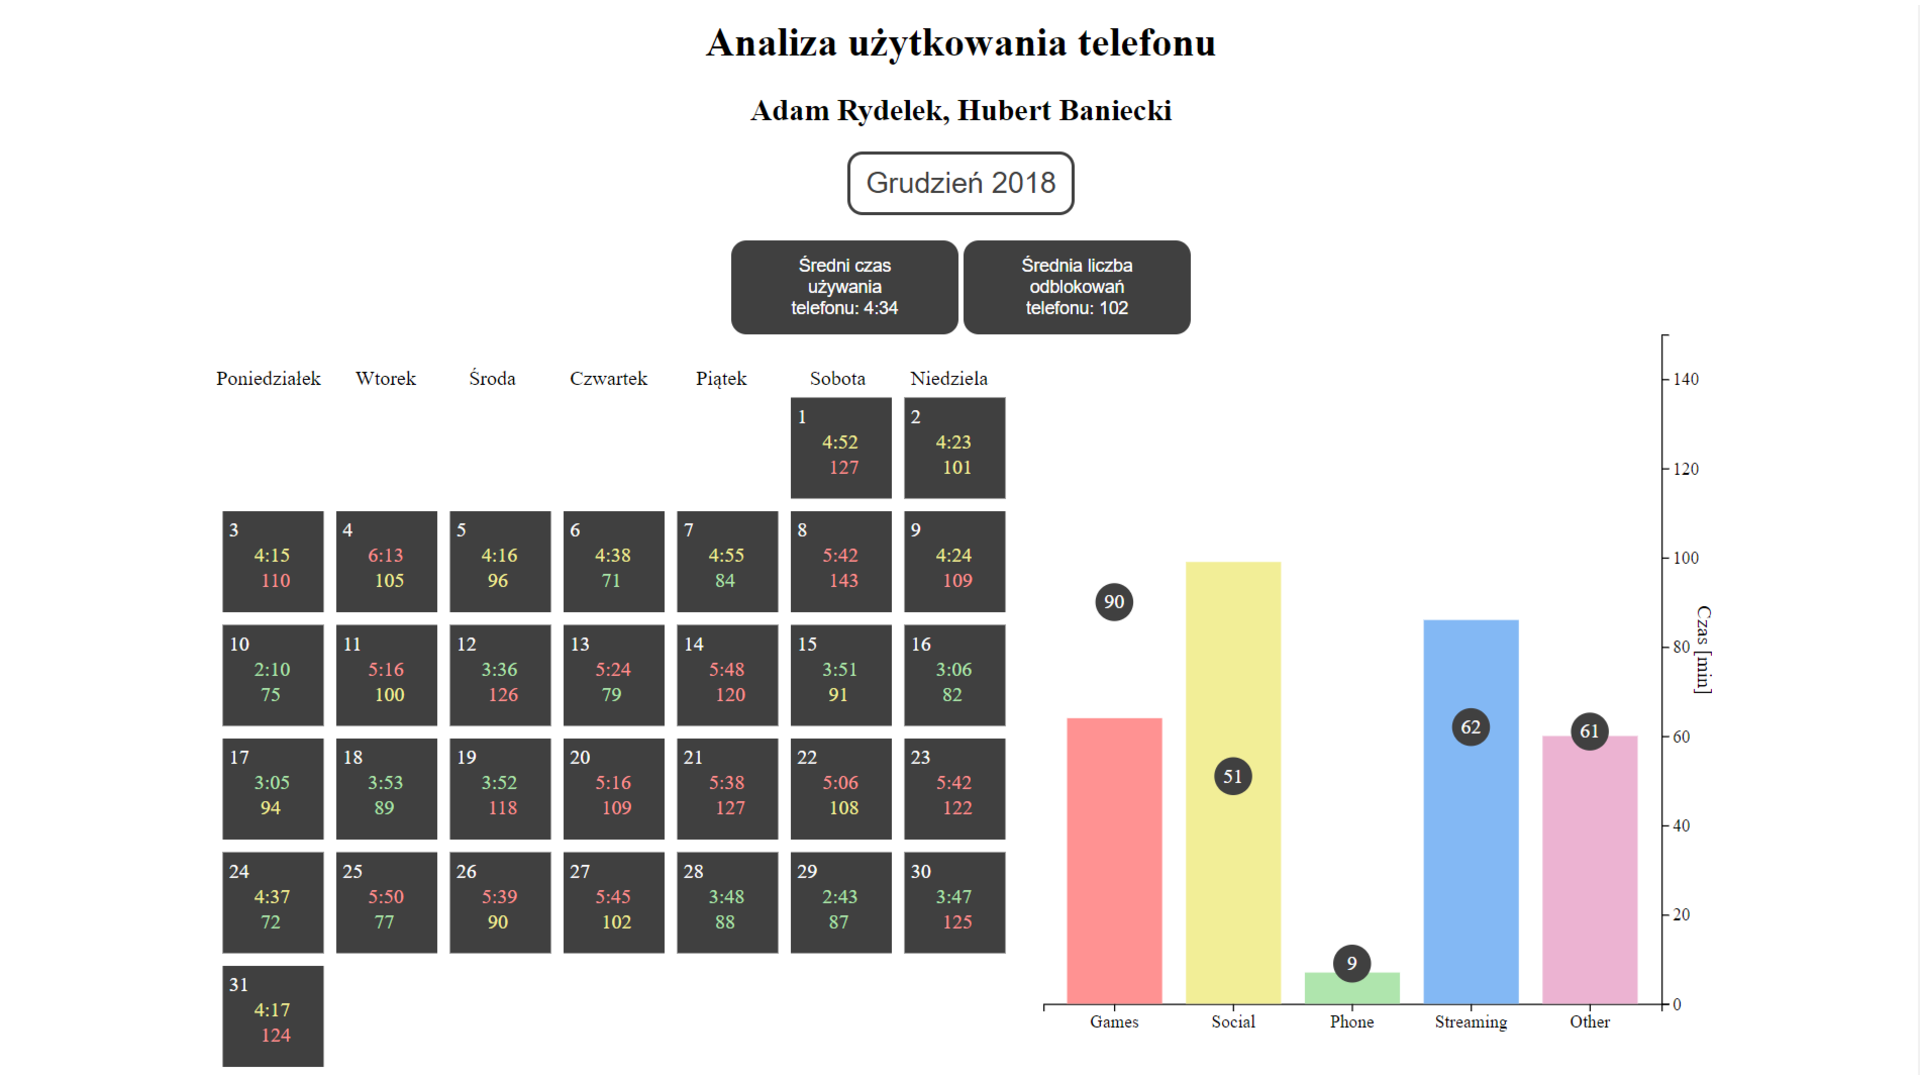 Analiza użytkowania telefonu
Adam Rydelek, Hubert Baniecki
Grudzień 2018
Średni czas
używania
telefonu: 4:34
Średnia liczba
odblokowań
telefonu: 102
Poniedziałek Wtorek Środa Czwartek Piątek Sobota Niedziela
1 2
4:52 4:23
127 101
3 4 5 6 7 8 9
4:15 6:13 4:16 4:38 4:55 5:42 4:24
110 105 96 71 84 143 109
10 11 12 13 14 15 16
2:10 5:16 3:36 5:24 5:48 3:51 3:06
75 100 126 79 120 91 82
17 18 19 20 21 22 23
3:05 3:53 3:52 5:16 5:38 5:06 5:42
94 89 118 109 127 108 122
24 25 26 27 28 29 30
4:37 5:50 5:39 5:45 3:48 2:43 3:47
72 77 90 102 88 87 125
31
4:17
124
90
51
9
62
61
Games Social Phone Streaming Other
140
120
100
80
60
40
20
0
Czas [min]